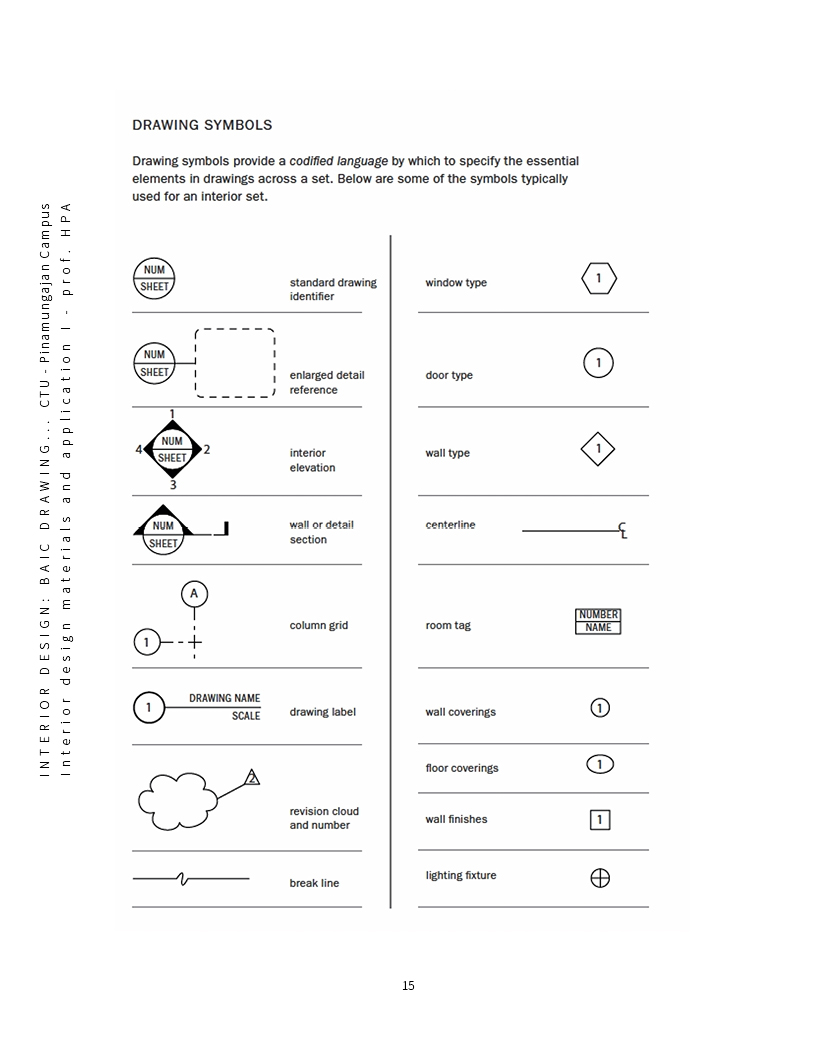 DRAWING SYMBOLS
Drawing symbols provide a codified language by which to specify the essential
elements in drawings across a set. Below are some of the symbols typically
used for an interior set.
NUM
SHEET
standard drawing
identifier
NUM
SHEET
enlarged detail
reference
1
4
NUM
2
SHEET
3
interior
elevation
NUM
SHEET
wall or detail
section
A
1
column grid
1
DRAWING NAME
SCALE
drawing label
2
revision cloud
and number
break line
window type
1
door type
1
wall type
1
centerline
CL
room tag
NUMBER
NAME
wall coverings
1
floor coverings
1
wall finishes
1
lighting fixture
INTERIOR DESIGN: BAIC DRAWING... CTU - Pinamungajan Campus
Interior design materials and application I - prof. HPA
15